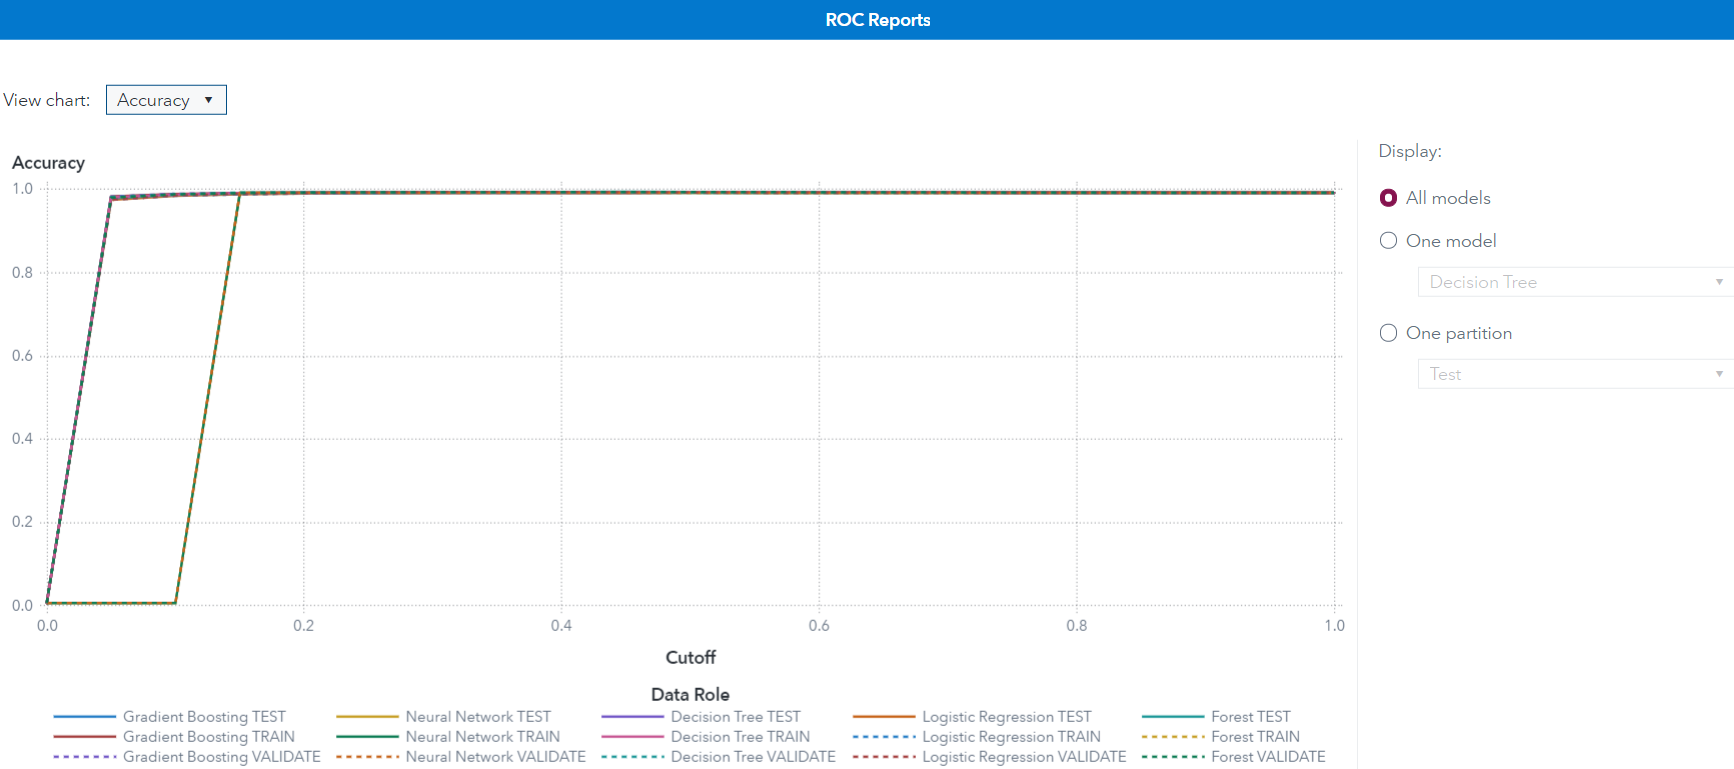 ROC Reports
View chart: Accuracy
Accuracy
1.0
0.8
0.6
0.4
0.2
0.0
0.0 0.2 0.4 0.6 0.8 1.0
Cutoff
Data Role
Gradient Boosting TEST Neural Network TEST Decision Tree TEST Logistic Regression TEST Forest TEST
Gradient Boosting TRAIN Neural Network TRAIN Decision Tree TRAIN Logistic Regression TRAIN Forest TRAIN
Gradient Boosting VALIDATE Neural Network VALIDATE Decision Tree VALIDATE Logistic Regression VALIDATE Forest VALIDATE
Display:
All models
One model
Decision Tree
One partition
Test